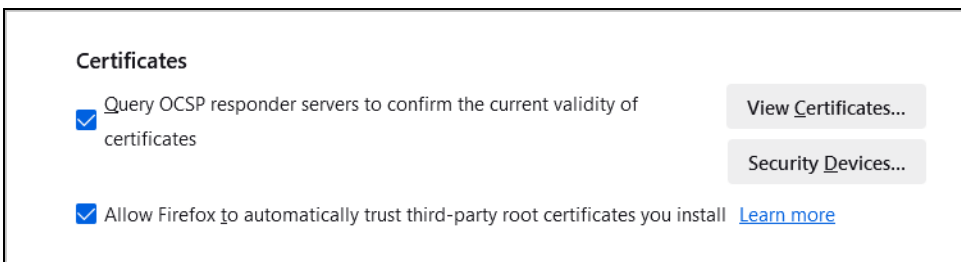 Certificates
Query OCSP responder servers to confirm the current validity of
certificates
View Certificates...
Security Devices...
Allow Firefox to automatically trust third-party root certificates you install Learn more